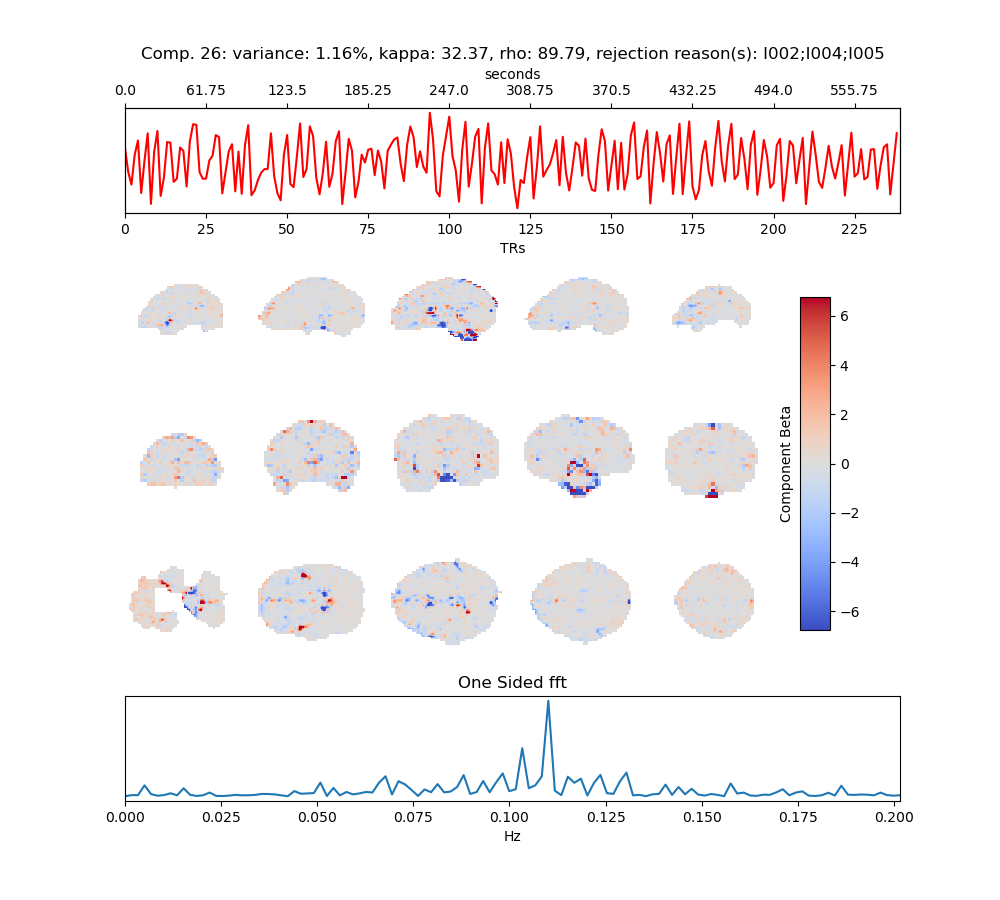 Comp. 26: variance: 1.16%, kappa: 32.37, rho: 89.79, rejection reason(s): I002;I004;I005
seconds
0.0 61.75 123.5 185.25 247.0 308.75 370.5 432.25 494.0 555.75
0 25 50 75 100 125 150 175 200 225
TRs
6
4
2
0
−2
−4
−6
Component Beta
One Sided fft
0.000 0.025 0.050 0.075 0.100 0.125 0.150 0.175 0.200
Hz